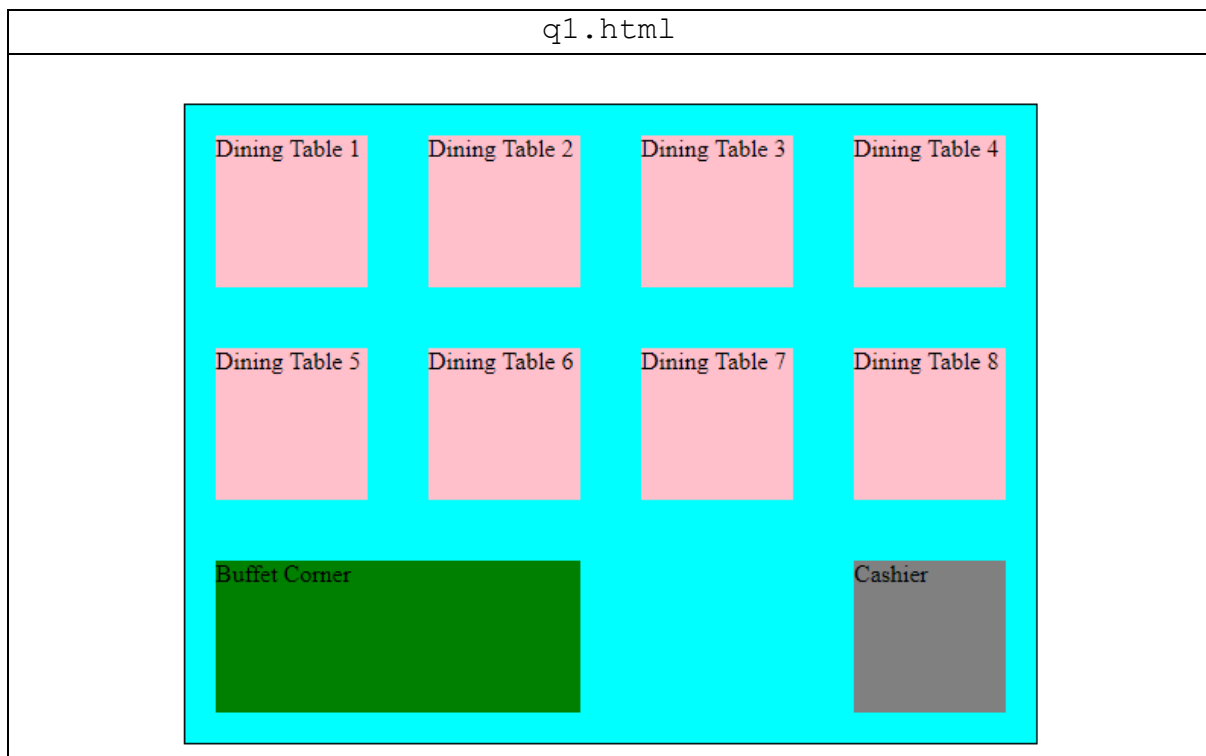 q1.html
Dining Table 1 Dining Table 2 Dining Table 3 Dining Table 4
Dining Table 5 Dining Table 6 Dining Table 7 Dining Table 8
Buffet Corner Cashier